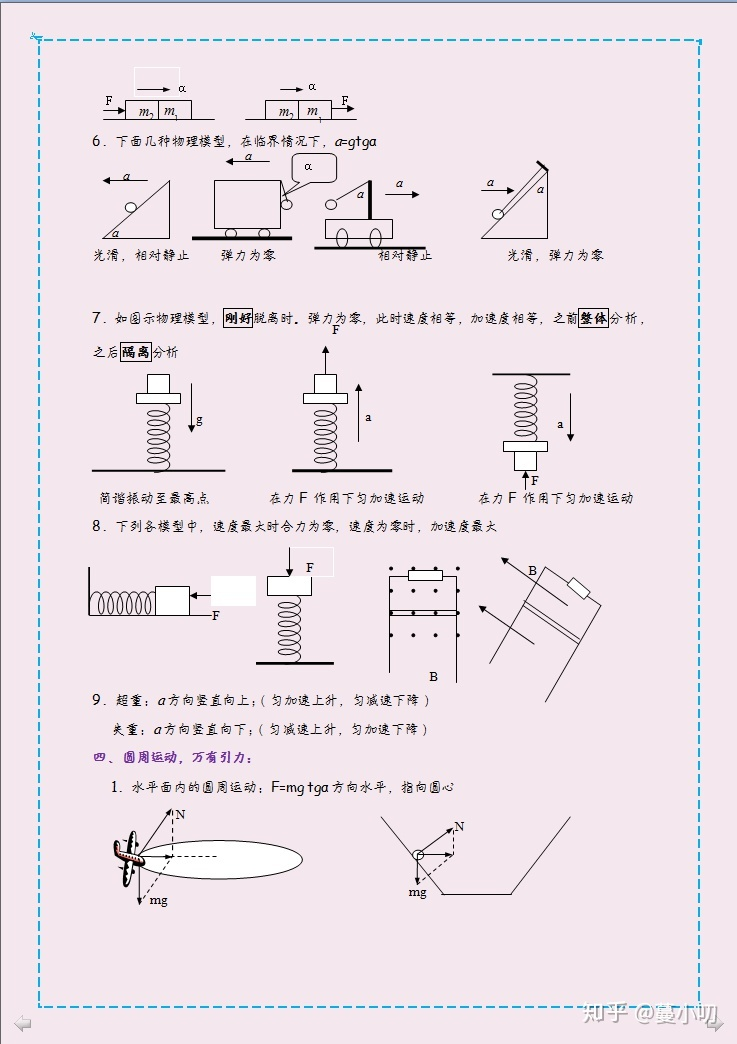 α α
F F
m₂ m₁ m₂ m₁
6．下面几种物理模型，在临界情况下，a=gtgα
a a α a a a a
a
光滑，相对静止 弹力为零 相对静止 光滑，弹力为零
7．如图示物理模型，刚好脱离时。弹力为零，此时速度相等，加速度相等，之前整体分析，
F
之后隔离分析
g a a
F
简谐振动至最高点 在力 F 作用下匀加速运动 在力 F 作用下匀加速运动
8．下列各模型中，速度最大时合力为零，速度为零时，加速度最大
F B
F
B
9．超重：a方向竖直向上；（匀加速上升，匀减速下降）
失重：a方向竖直向下；（匀减速上升，匀加速下降）
四、圆周运动，万有引力：
1．水平面内的圆周运动：F=mg tgα方向水平，指向圆心
N N
mg mg
知乎 @蔓小叨